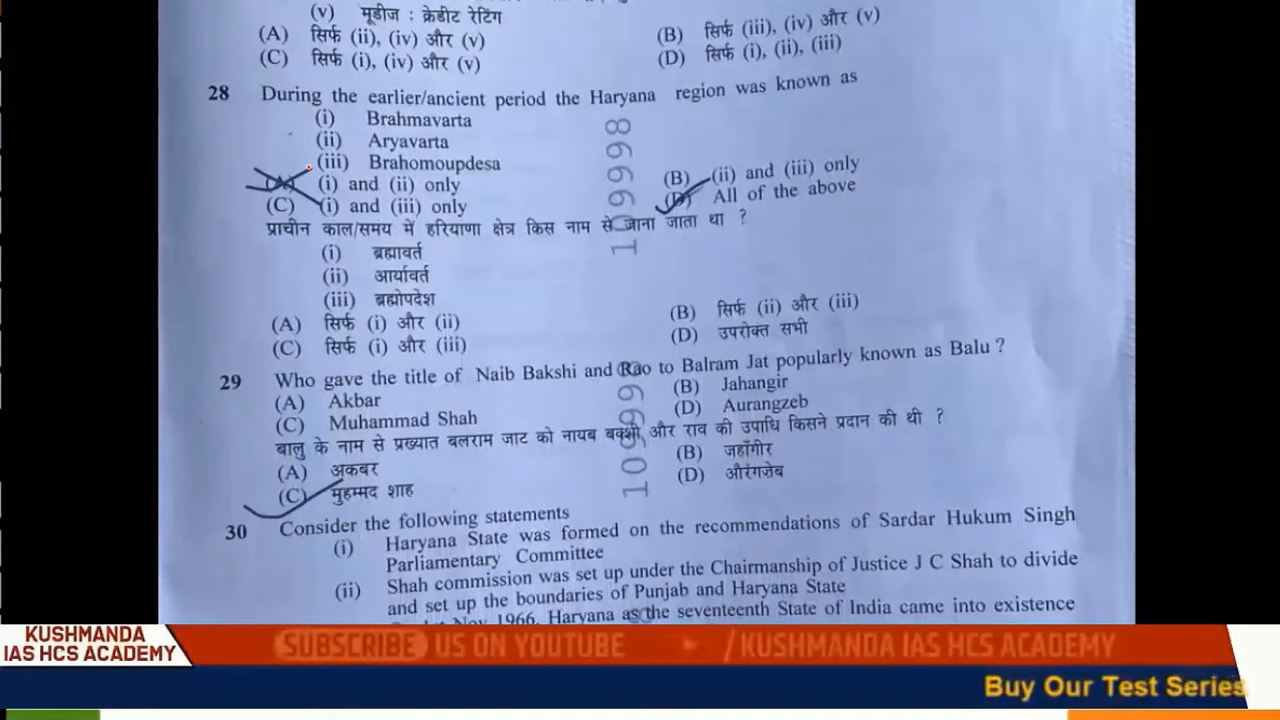 (v) मूडीज : क्रेडीट रेटिंग
(A) सिर्फ (ii), (iv) और (v) (B) सिर्फ (iii), (iv) और (v)
(C) सिर्फ (i), (iv) और (v) (D) सिर्फ (i), (ii), (iii)
28 During the earlier/ancient period the Haryana region was known as
(i) Brahmavarta
(ii) Aryavarta
(iii) Brahomoupdesa
(A) (i) and (ii) only (B) (ii) and (iii) only
(C) (i) and (iii) only (D) All of the above
प्राचीन काल/समय में हरियाणा क्षेत्र किस नाम से जाना जाता था ?
(i) ब्रह्मावर्त
(ii) आर्यावर्त
(iii) ब्रह्मोपदेश
(A) सिर्फ (i) और (ii) (B) सिर्फ (ii) और (iii)
(C) सिर्फ (i) और (iii) (D) उपरोक्त सभी
29 Who gave the title of Naib Bakshi and Rao to Balram Jat popularly known as Balu ?
(A) Akbar (B) Jahangir
(C) Muhammad Shah (D) Aurangzeb
बालु के नाम से प्रख्यात बलराम जाट को नायब बक्शी और राव की उपाधि किसने प्रदान की थी ?
(A) अकबर (B) जहाँगीर
(C) मुहम्मद शाह (D) औरंगज़ेब
30 Consider the following statements
(i) Haryana State was formed on the recommendations of Sardar Hukum Singh
Parliamentary Committee
(ii) Shah commission was set up under the Chairmanship of Justice J C Shah to divide
and set up the boundaries of Punjab and Haryana State
Nov 1966, Haryana as the seventeenth State of India came into existence
KUSHMANDA
IAS HCS ACADEMY
SUBSCRIBE US ON YOUTUBE /KUSHMANDA IAS HCS ACADEMY
Buy Our Test Series